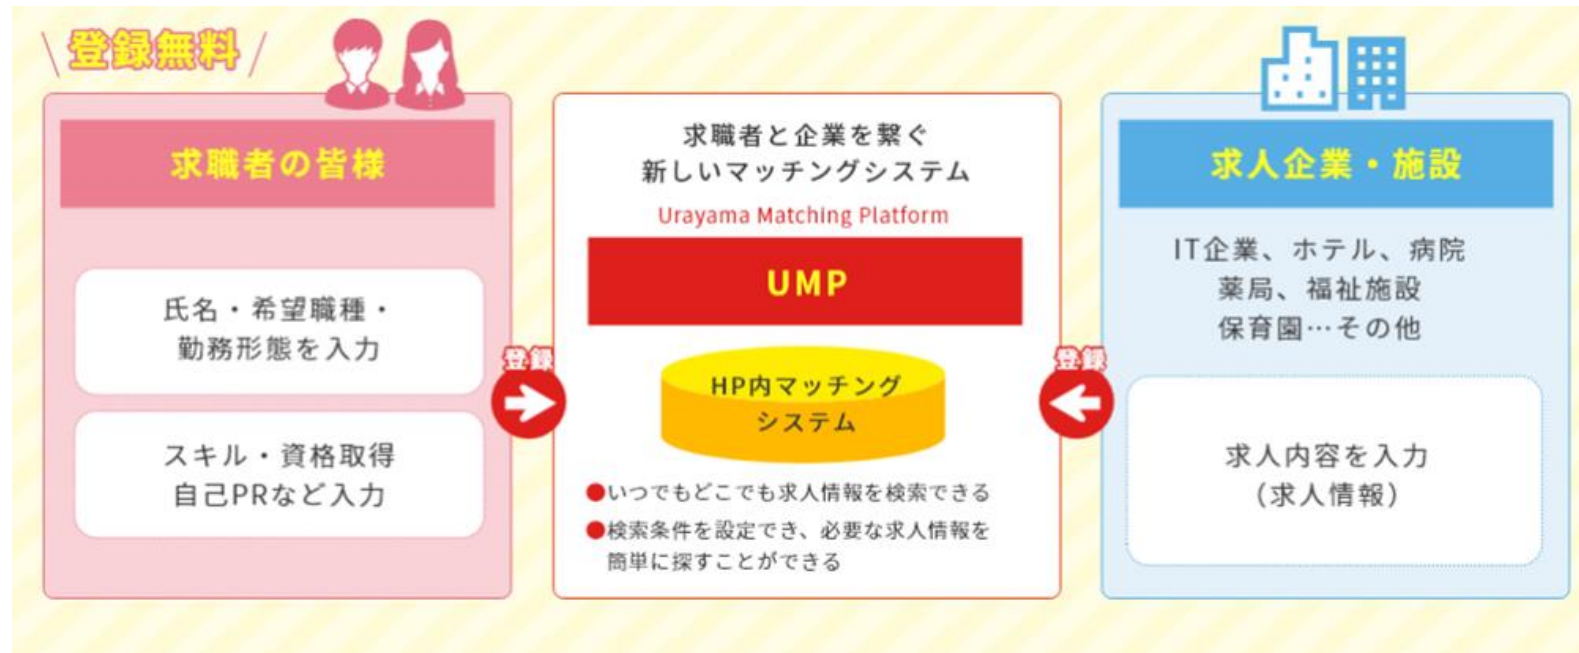 登録無料
求職者の皆様
氏名・希望職種・
勤務形態を入力
スキル・資格取得
自己PRなど入力
登録
求職者と企業を繋ぐ
新しいマッチングシステム
Urayama Matching Platform
UMP
HP内マッチング
システム
●いつでもどこでも求人情報を検索できる
●検索条件を設定でき、必要な求人情報を
簡単に探すことができる
登録
求人企業・施設
IT企業、ホテル、病院
薬局、福祉施設
保育園…その他
求人内容を入力
（求人情報）